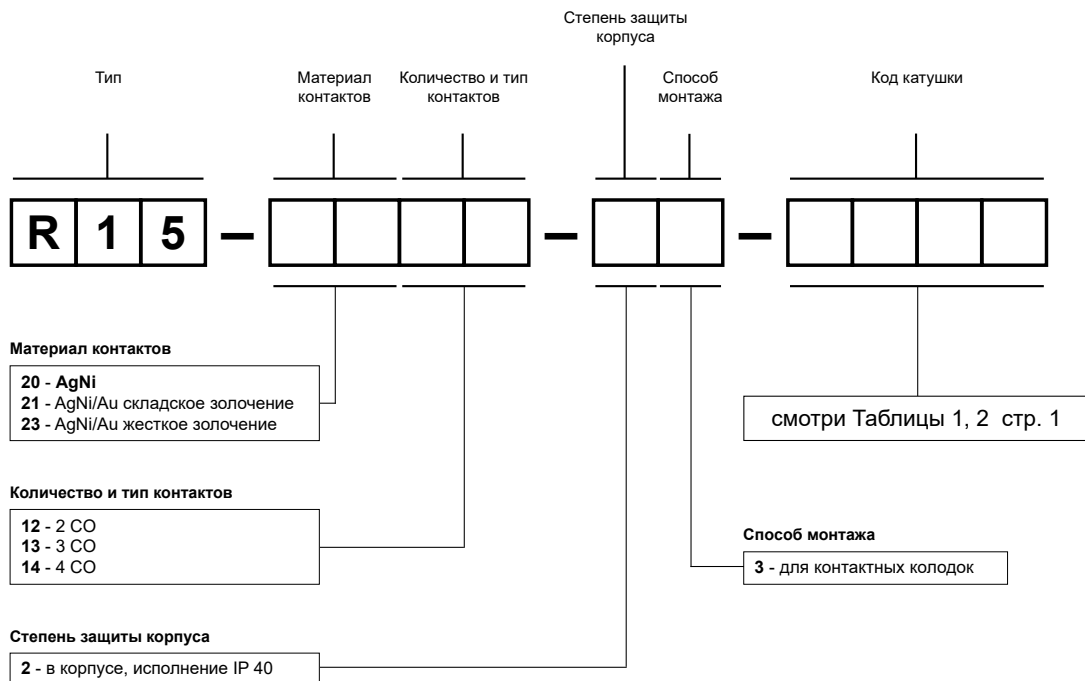 Степень защиты
корпуса
Тип
Материал
контактов
Количество и тип
контактов
Способ
монтажа
Код катушки
R 1 5 – – –
Материал контактов
20 - AgNi
21 - AgNi/Au складское золочение
23 - AgNi/Au жесткое золочение
смотри Таблицы 1, 2 стр. 1
Количество и тип контактов
12 - 2 CO
13 - 3 CO
14 - 4 CO
Способ монтажа
3 - для контактных колодок
Степень защиты корпуса
2 - в корпусе, исполнение IP 40